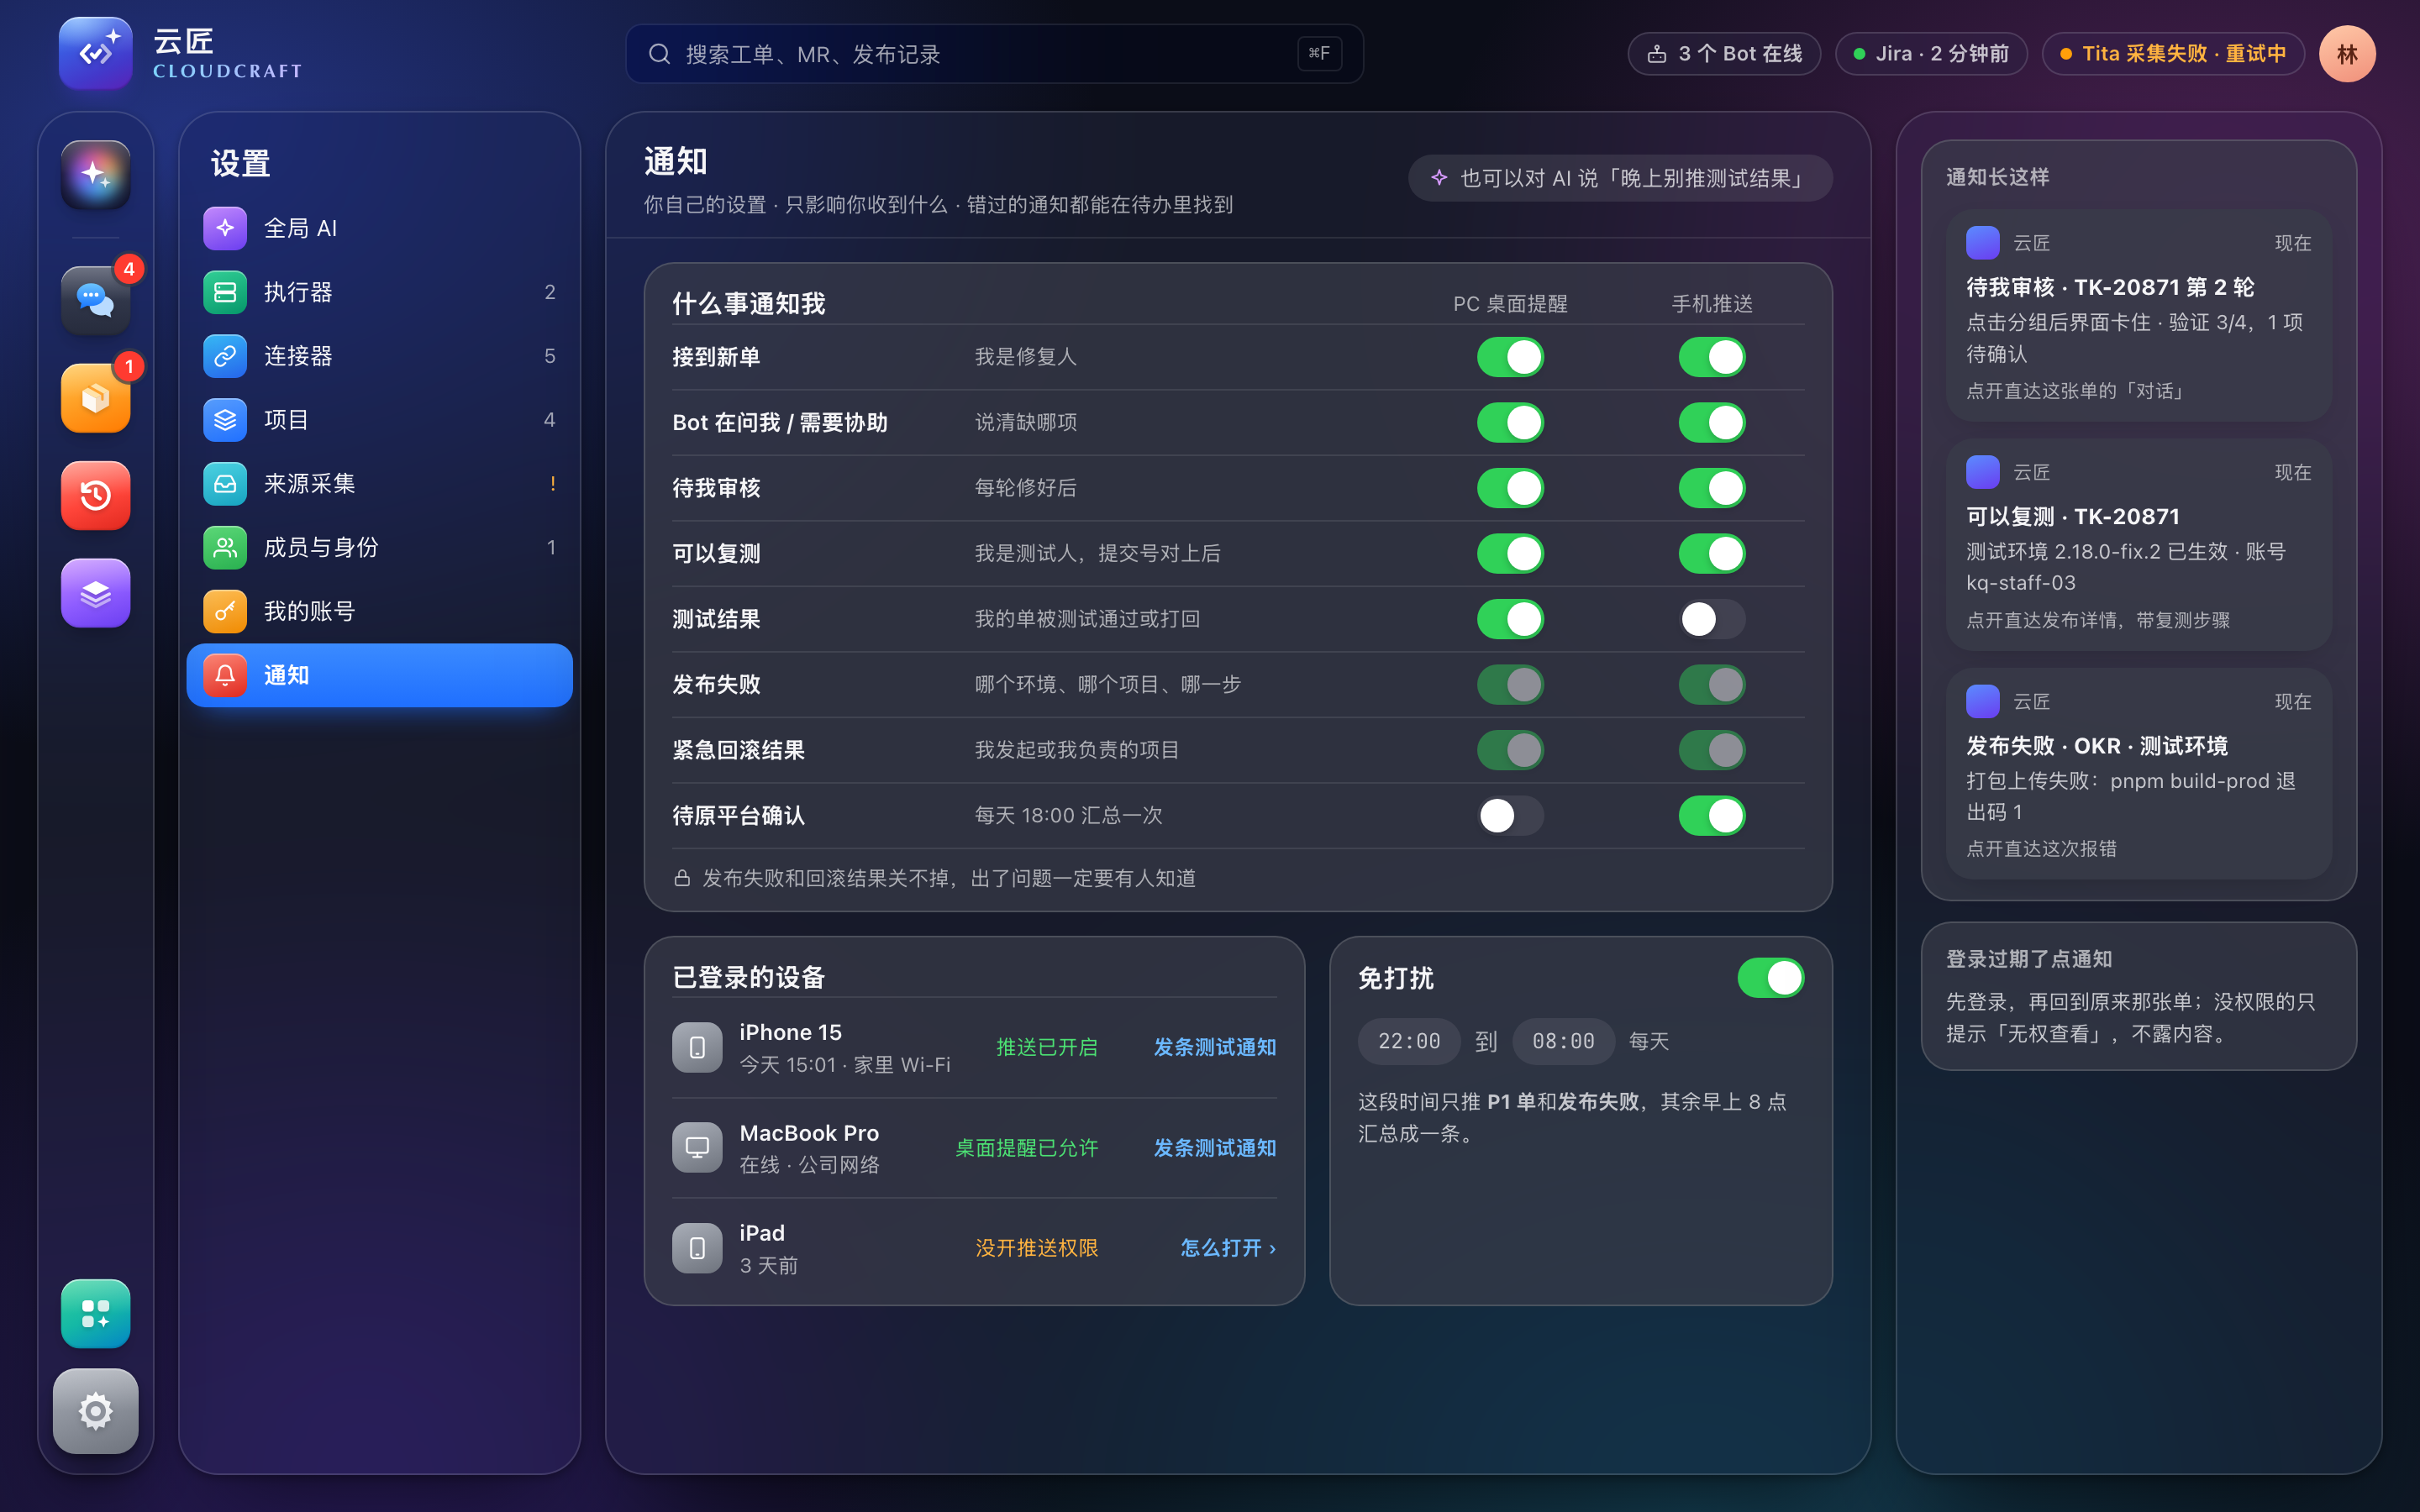 云匠
CLOUDCRAFT
搜索工单、MR、发布记录
⌘F
3 个 Bot 在线
Jira · 2 分钟前
Tita 采集失败 · 重试中
林
4
1
设置
全局 AI
执行器 2
连接器 5
项目 4
来源采集 !
成员与身份 1
我的账号
通知
通知
你自己的设置 · 只影响你收到什么 · 错过的通知都能在待办里找到
也可以对 AI 说「晚上别推测试结果」
什么事通知我 PC 桌面提醒 手机推送
接到新单 我是修复人
Bot 在问我 / 需要协助 说清缺哪项
待我审核 每轮修好后
可以复测 我是测试人，提交号对上后
测试结果 我的单被测试通过或打回
发布失败 哪个环境、哪个项目、哪一步
紧急回滚结果 我发起或我负责的项目
待原平台确认 每天 18:00 汇总一次
发布失败和回滚结果关不掉，出了问题一定要有人知道
已登录的设备
iPhone 15
今天 15:01 · 家里 Wi-Fi
推送已开启
发条测试通知
MacBook Pro
在线 · 公司网络
桌面提醒已允许
发条测试通知
iPad
3 天前
没开推送权限
怎么打开 ›
免打扰
22:00 到 08:00 每天
这段时间只推 P1 单和发布失败，其余早上 8 点
汇总成一条。
通知长这样
云匠 现在
待我审核 · TK-20871 第 2 轮
点击分组后界面卡住 · 验证 3/4，1 项
待确认
点开直达这张单的「对话」
云匠 现在
可以复测 · TK-20871
测试环境 2.18.0-fix.2 已生效 · 账号
kq-staff-03
点开直达发布详情，带复测步骤
云匠 现在
发布失败 · OKR · 测试环境
打包上传失败：pnpm build-prod 退
出码 1
点开直达这次报错
登录过期了点通知
先登录，再回到原来那张单；没权限的只
提示「无权查看」，不露内容。